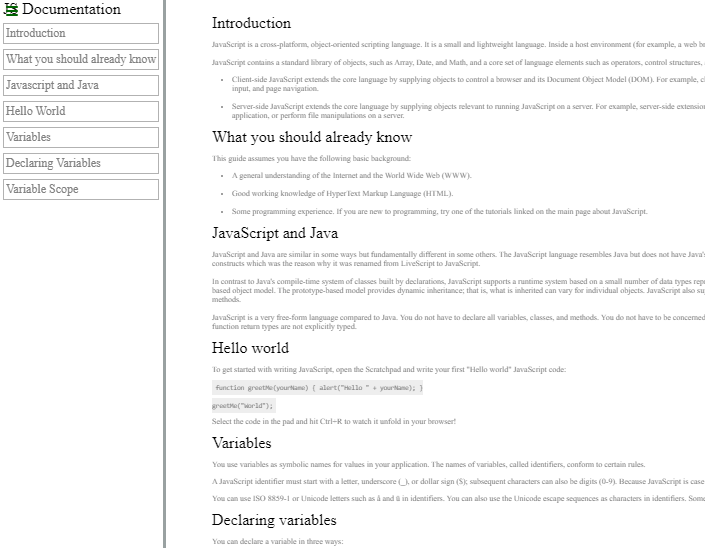 JS Documentation
Introduction
What you should already know
Javascript and Java
Hello World
Variables
Declaring Variables
Variable Scope
Introduction
JavaScript is a cross-platform, object-oriented scripting language. It is a small and lightweight language. Inside a host environment (for example, a web
JavaScript contains a standard library of objects, such as Array, Date, and Math, and a core set of language elements such as operators, control structures,
Client-side JavaScript extends the core language by supplying objects to control a browser and its Document Object Model (DOM). For example,
input, and page navigation.
Server-side JavaScript extends the core language by supplying objects relevant to running JavaScript on a server. For example, server-side
application, or perform file manipulations on a server.
What you should already know
This guide assumes you have the following basic background:
A general understanding of the Internet and the World Wide Web (WWW).
Good working knowledge of HyperText Markup Language (HTML).
Some programming experience. If you are new to programming, try one of the tutorials linked on the main page about JavaScript.
JavaScript and Java
JavaScript and Java are similar in some ways but fundamentally different in some others. The JavaScript language resembles Java but does not have Java's
constructs which was the reason why it was renamed from LiveScript to JavaScript.
In contrast to Java's compile-time system of classes built by declarations, JavaScript supports a runtime system based on a small number of data types
based object model. The prototype-based model provides dynamic inheritance; that is, what is inherited can vary for individual objects. JavaScript also
methods.
JavaScript is a very free-form language compared to Java. You do not have to declare all variables, classes, and methods. You do not have to be concerned
function return types are not explicitly typed.
Hello world
To get started with writing JavaScript, open the Scratchpad and write your first "Hello world" JavaScript code:
function greetMe(yourName) { alert("Hello " + yourName); }
greetMe("World");
Select the code in the pad and hit Ctrl+R to watch it unfold in your browser!
Variables
You use variables as symbolic names for values in your application. The names of variables, called identifiers, conform to certain rules.
A JavaScript identifier must start with a letter, underscore (_), or dollar sign ($); subsequent characters can also be digits (0-9). Because JavaScript is case
You can use ISO 8859-1 or Unicode letters such as å and ü in identifiers. You can also use the Unicode escape sequences as characters in identifiers. Some
Declaring variables
You can declare a variable in three ways: